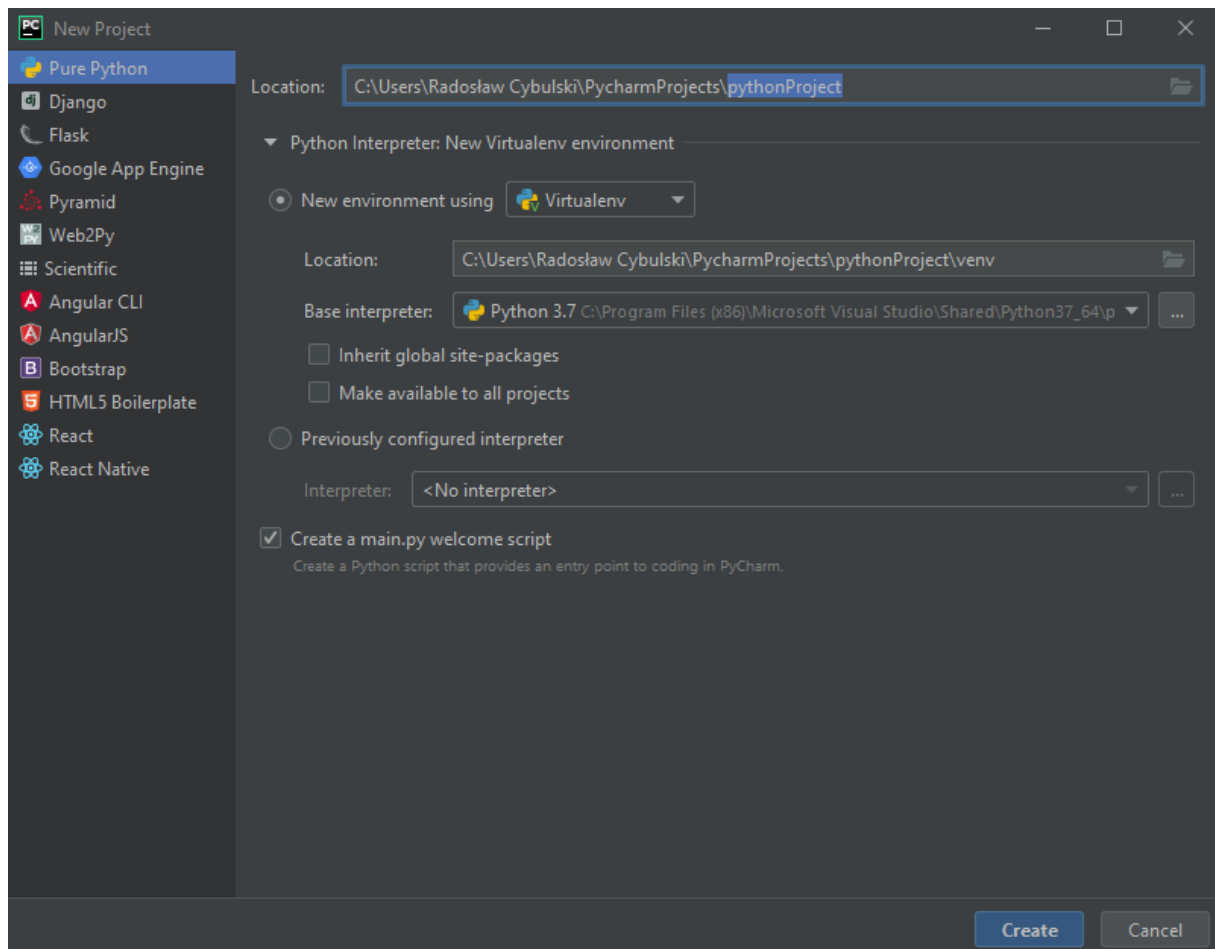 PC New Project
Pure Python
Django
Flask
Google App Engine
Pyramid
Web2Py
Scientific
Angular CLI
AngularJS
Bootstrap
HTML5 Boilerplate
React
React Native
Location: C:\Users\Radosław Cybulski\PycharmProjects\pythonProject
Python Interpreter: New Virtualenv environment
New environment using Virtualenv
Location: C:\Users\Radosław Cybulski\PycharmProjects\pythonProject\venv
Base interpreter: Python 3.7 C:\Program Files (x86)\Microsoft Visual Studio\Shared\Python37_64\p ...
Inherit global site-packages
Make available to all projects
Previously configured interpreter
Interpreter: <No interpreter> ...
Create a main.py welcome script
Create a Python script that provides an entry point to coding in PyCharm.
Create Cancel